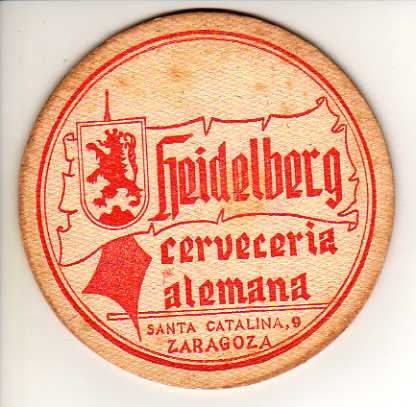 Heidelberg
cerveceria
alemana
SANTA CATALINA, 9
ZARAGOZA